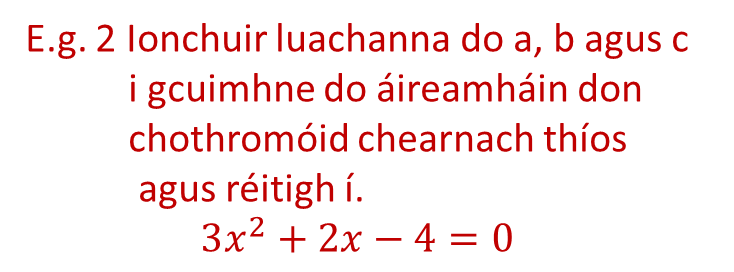 E.g. 2 Ionchuir luachanna do a, b agus c
i gcuimhne do áireamháin don
chothromóid chearnach thíos
agus réitigh í.
3x² + 2x − 4 = 0